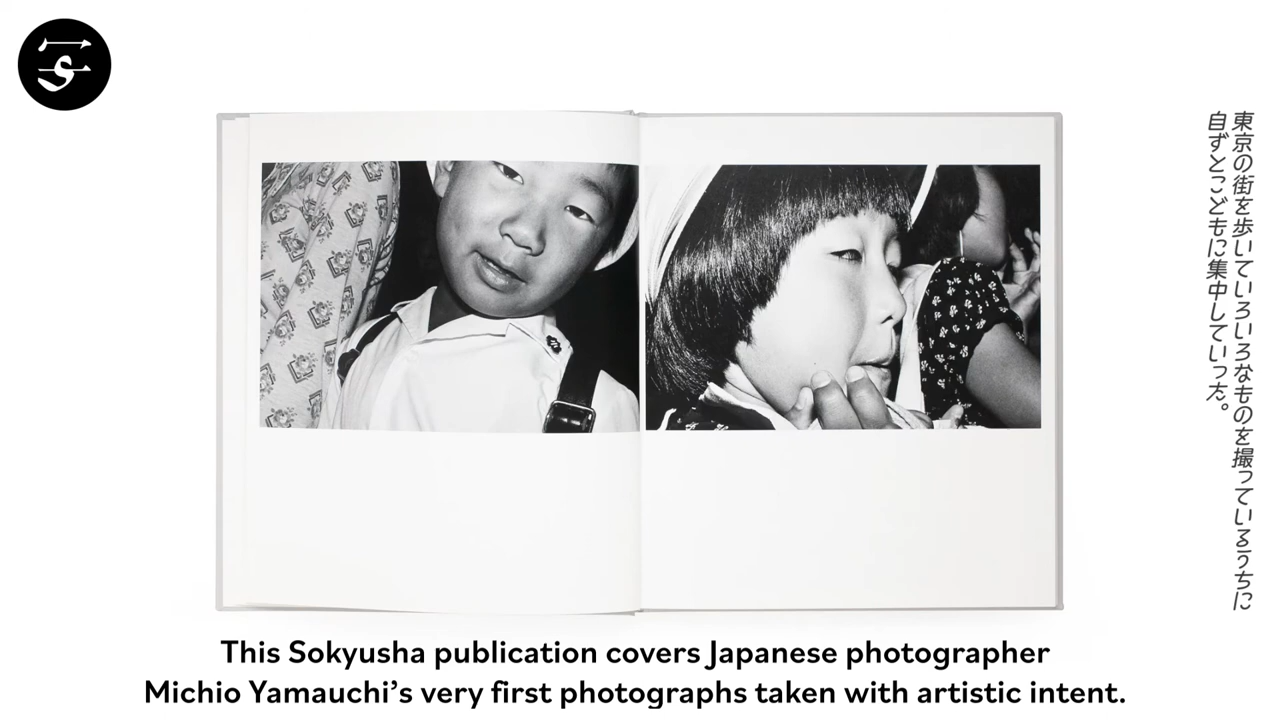 東京の街を歩いていろいろなものを撮っているうちに
自ずとこどもに集中していった。
This Sokyusha publication covers Japanese photographer
Michio Yamauchi’s very first photographs taken with artistic intent.